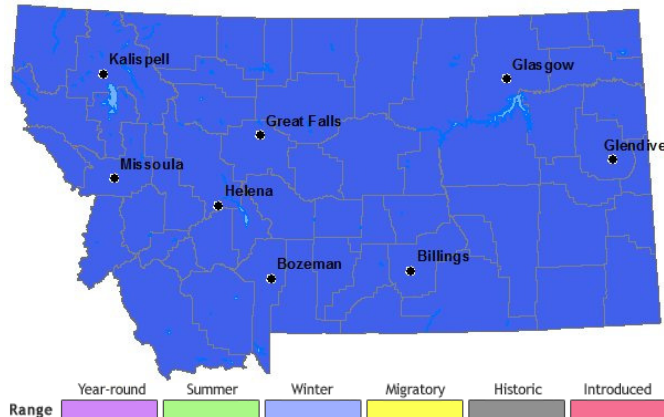 Kalispell
Glasgow
Great Falls
Glendive
Missoula
Helena
Bozeman
Billings
Year-round Summer Winter Migratory Historic Introduced
Range